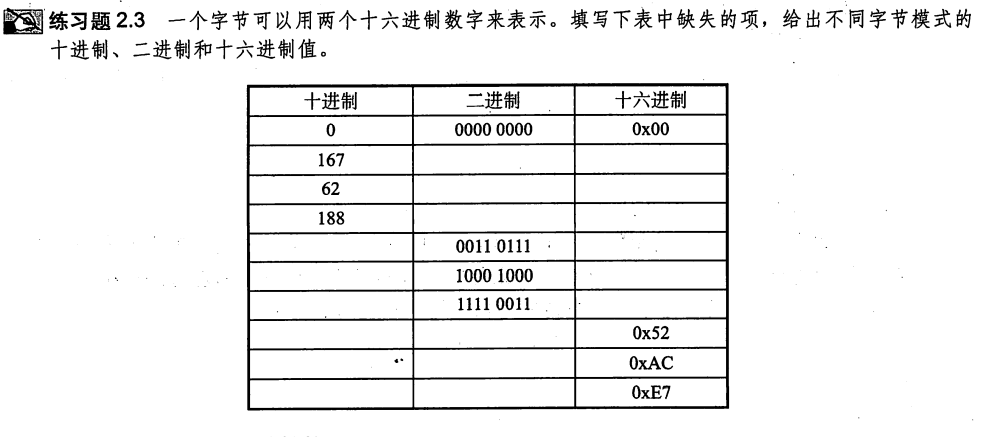 练习题 2.3 一个字节可以用两个十六进制数字来表示。填写下表中缺失的项，给出不同字节模式的
十进制、二进制和十六进制值。
十进制 二进制 十六进制
0 0000 0000 0x00
167
62
188
0011 0111
1000 1000
1111 0011
0x52
0xAC
0xE7